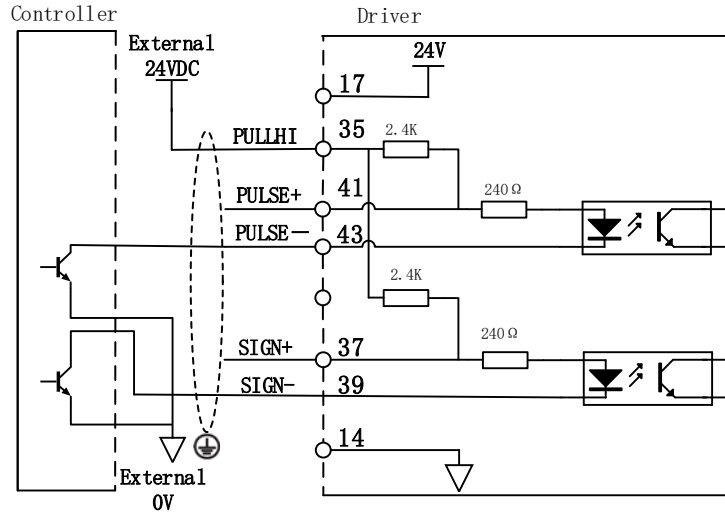 Controller
Driver
External
24VDC
24V
17
PULLHI
35
2.4K
PULSE+
41
240Ω
PULSE—
43
2.4K
SIGN+
37
240Ω
SIGN-
39
14
External
0V